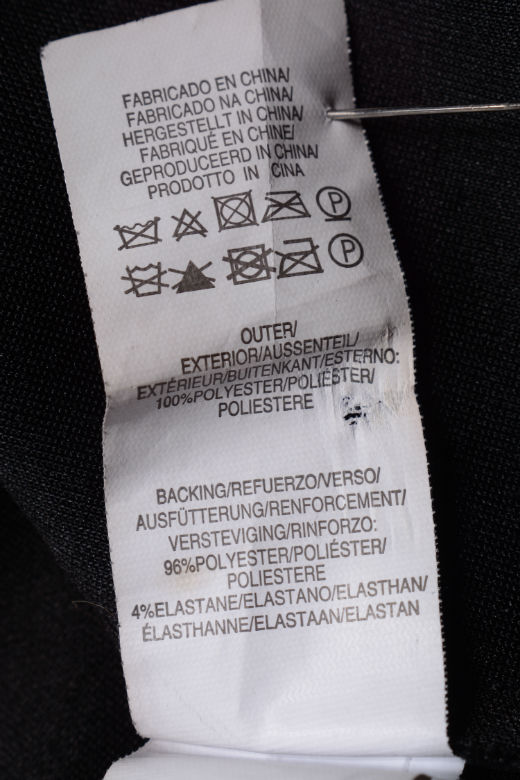 FABRICADO EN CHINA/
FABRICADO NA CHINA/
HERGESTELLT IN CHINA/
FABRIQUÉ EN CHINE/
GEPRODUCEERD IN CHINA/
PRODOTTO IN CINA
P
P
OUTER/
EXTERIOR/AUSSENTEIL/
EXTÉRIEUR/BUITENKANT/ESTERNO:
100%POLYESTER/POLIÉSTER/
POLIESTERE
BACKING/REFUERZO/VERSO/
AUSFÜTTERUNG/RENFORCEMENT/
VERSTEVIGING/RINFORZO:
96%POLYESTER/POLIÉSTER/
POLIESTERE
4%ELASTANE/ELASTANO/ELASTHAN/
ÉLASTHANNE/ELASTAAN/ELASTAN